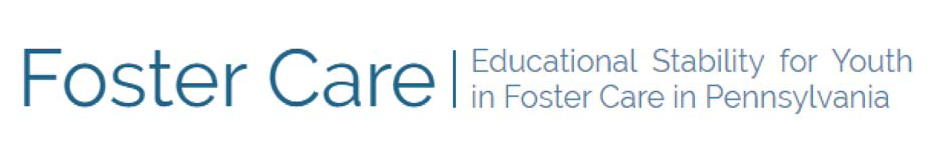 Foster Care
Educational Stability for Youth
in Foster Care in Pennsylvania